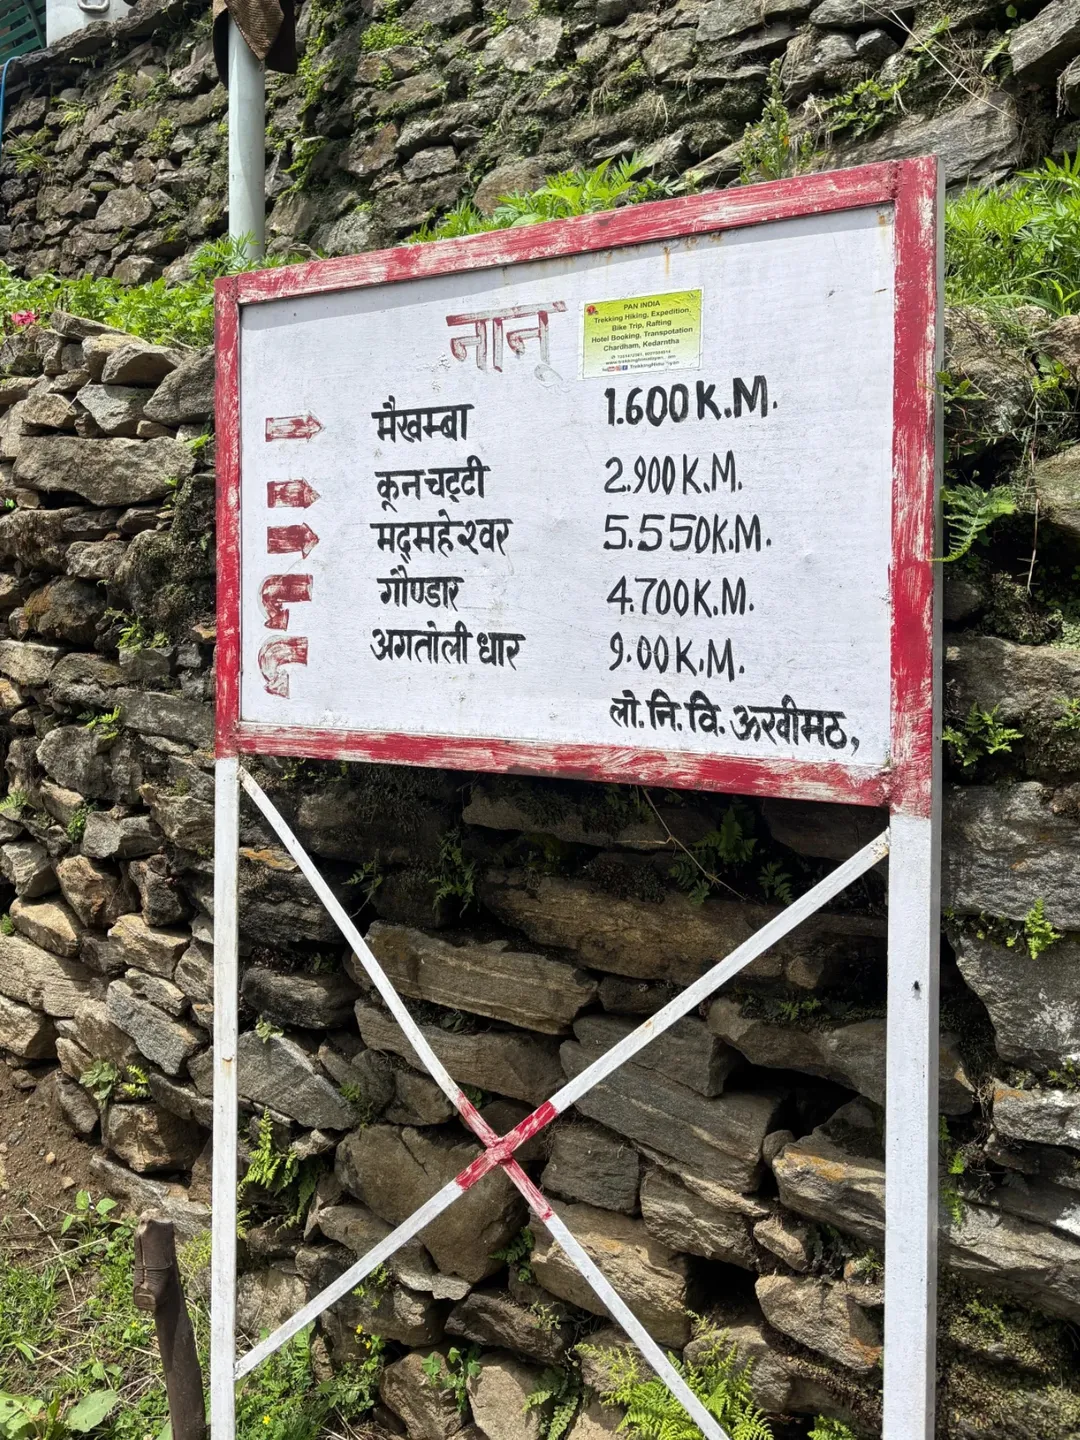 नानू
PAN INDIA
Trekking Hiking, Expedition,
Bike Trip, Rafting
Hotel Booking, Transpotation
Chardham, Kedarntha
मैखम्बा 1.600 K.M.
कूनचट्टी 2.900 K.M.
मद्महेश्वर 5.550 K.M.
गौण्डार 4.700 K.M.
अगतोली धार 9.00 K.M.
लो. नि. वि. ऊखीमठ,